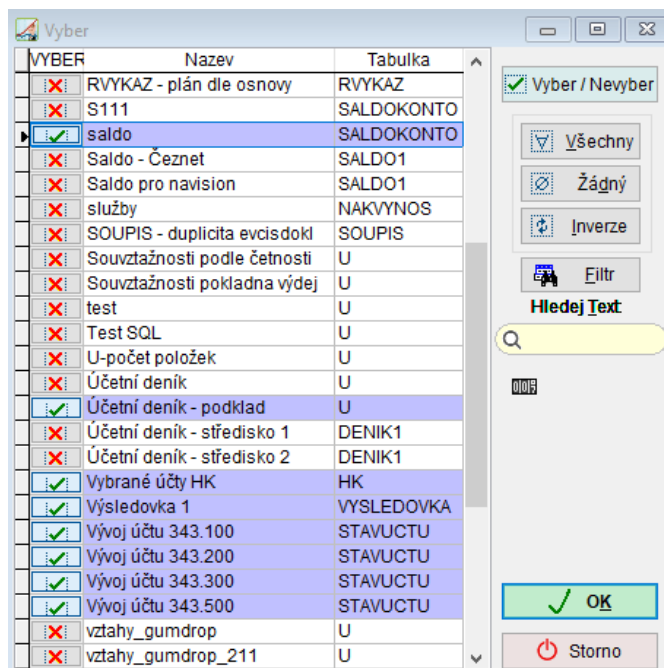 Vyber
VYBER Nazev Tabulka
RVYKAZ - plán dle osnovy RVYKAZ
S111 SALDOKONTO
saldo SALDOKONTO
Saldo - Čeznet SALDO1
Saldo pro navision SALDO1
služby NAKVYNOS
SOUPIS - duplicita evcisdokl SOUPIS
Souvztažnosti podle četnosti U
Souvztažnosti pokladna výdej U
test U
Test SQL U
U-počet položek U
Účetní deník U
Účetní deník - podklad U
Účetní deník - středisko 1 DENIK1
Účetní deník - středisko 2 DENIK1
Vybrané účty HK HK
Výsledovka 1 VYSLEDOVKA
Vývoj účtu 343.100 STAVUCTU
Vývoj účtu 343.200 STAVUCTU
Vývoj účtu 343.300 STAVUCTU
Vývoj účtu 343.500 STAVUCTU
vztahy_gumdrop U
vztahy_gumdrop_211 U
Vyber / Nevyber
Všechny
Žádný
Inverze
Filtr
Hledej Text
OK
Storno